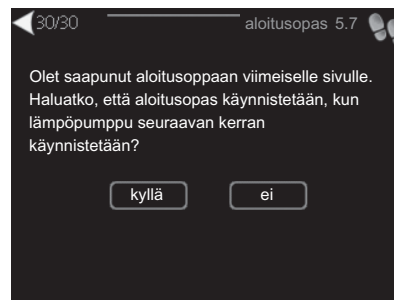 30/30
aloitusopas 5.7
Olet saapunut aloitusoppaan viimeiselle sivulle.
Haluatko, että aloitusopas käynnistetään, kun
lämpöpumppu seuraavan kerran
käynnistetään?
kyllä
ei